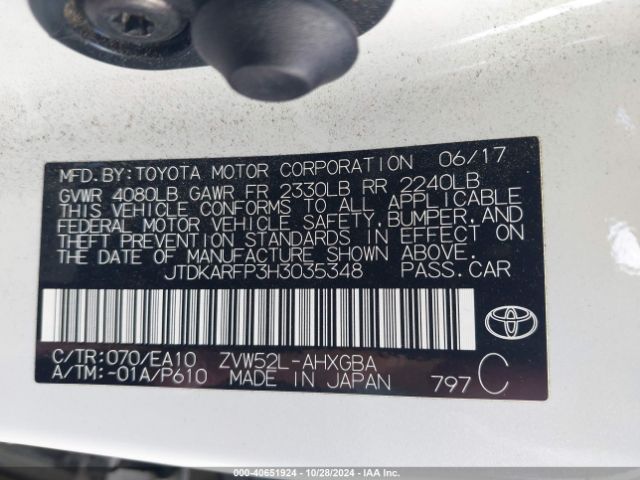 MFD. BY: TOYOTA MOTOR CORPORATION 06/17
GVWR 4080LB GAWR FR 2330LB RR 2240LB
THIS VEHICLE CONFORMS TO ALL APPLICABLE
FEDERAL MOTOR VEHICLE SAFETY, BUMPER, AND
THEFT PREVENTION STANDARDS IN EFFECT ON
THE DATE OF MANUFACTURE SHOWN ABOVE.
JTDKARFP3H3035348 PASS. CAR
C/TR: 070/EA10 ZVW52L-AHXGBA
A/TM: -01A/P610 MADE IN JAPAN 797 C
TOYOTA
© - 40651924 - 10/28/2024 - IAA Holdings, LLC